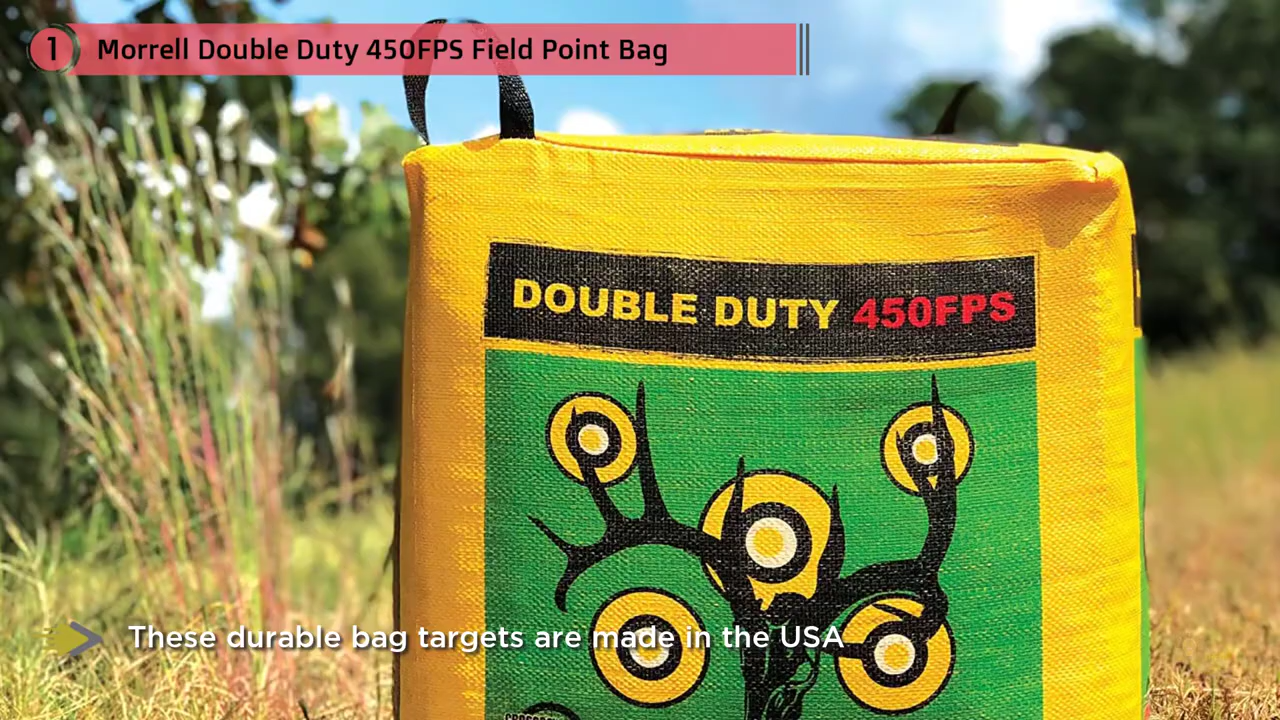 1 Morrell Double Duty 450FPS Field Point Bag
DOUBLE DUTY 450FPS
These durable bag targets are made in the USA